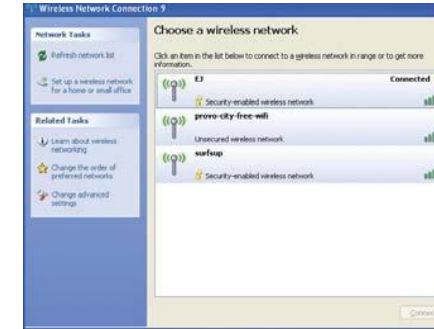 Wireless Network Connection 9
Network Tasks
Refresh network list
Set up a wireless network
for a home or small office
Related Tasks
Learn about wireless
networking
Change the order of
preferred networks
Change advanced
settings
Choose a wireless network
Click an item in the list below to connect to a wireless network in range or to get more
information.
EJ
Connected
Security-enabled wireless network
provo-city-free-wifi
Unsecured wireless network
surfsup
Security-enabled wireless network